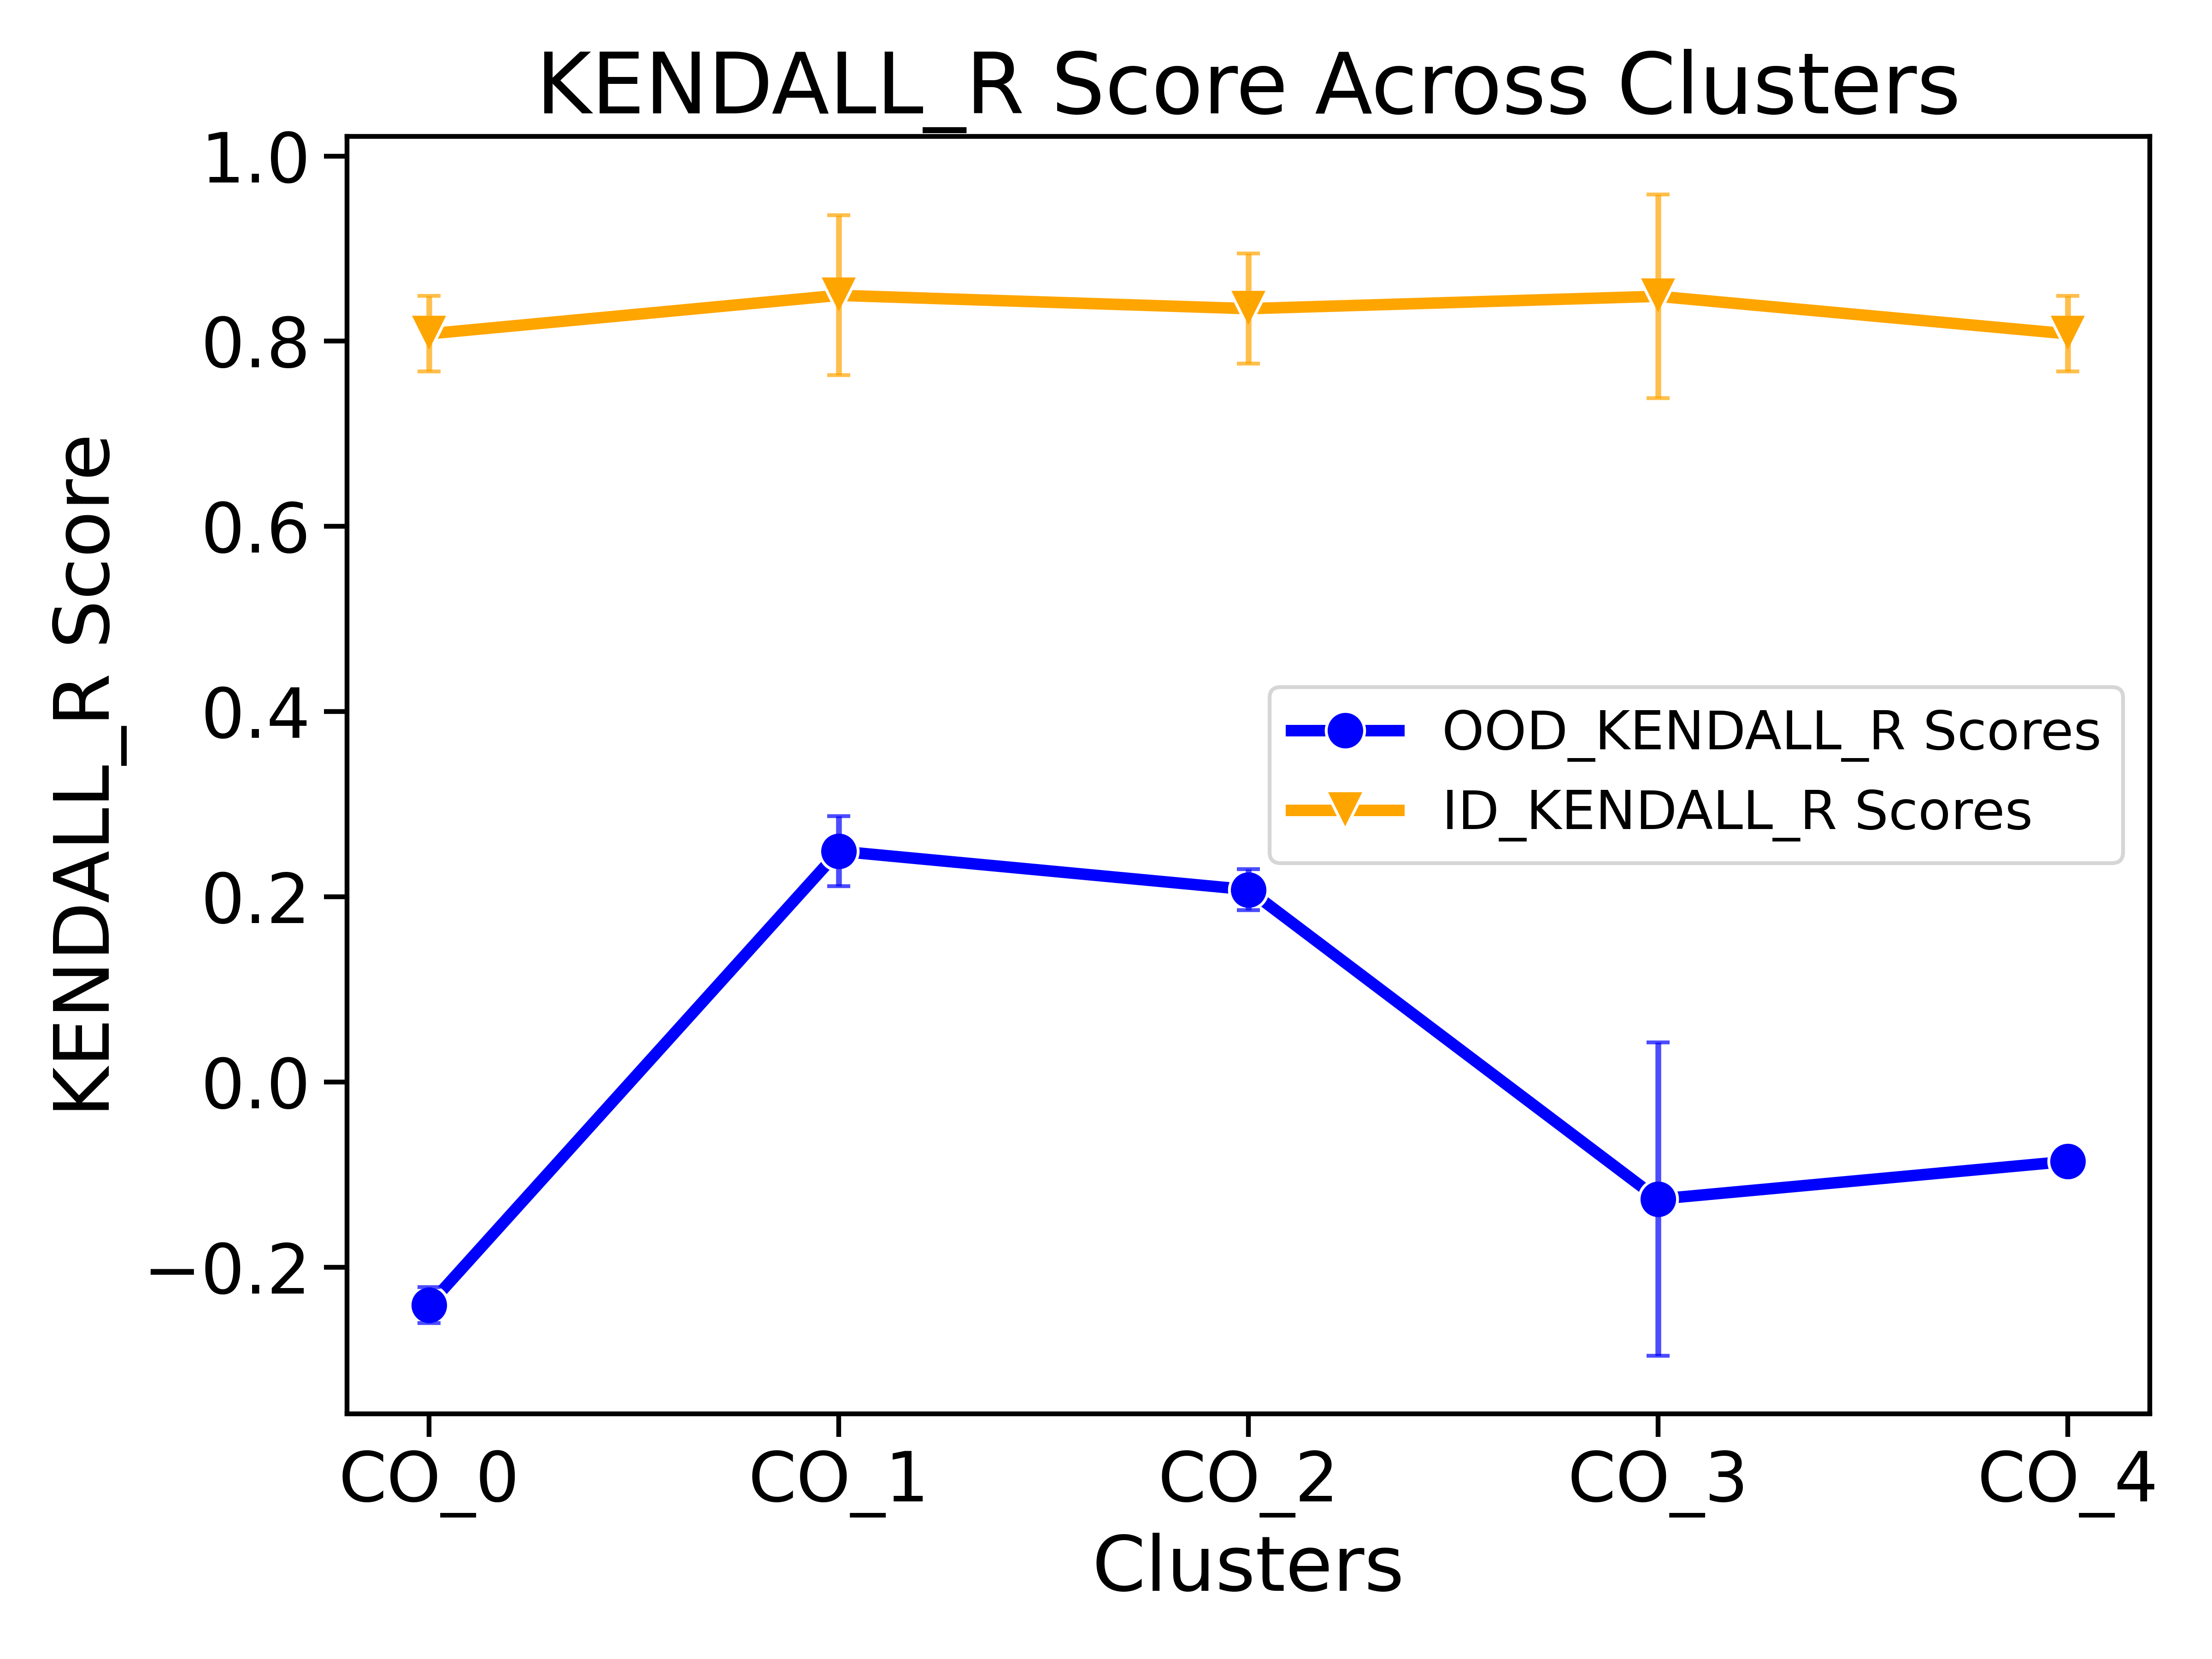 KENDALL_R Score Across Clusters
KENDALL_R Score
1.0
0.8
0.6
0.4
0.2
0.0
−0.2
OOD_KENDALL_R Scores
ID_KENDALL_R Scores
CO_0 CO_1 CO_2 CO_3 CO_4
Clusters